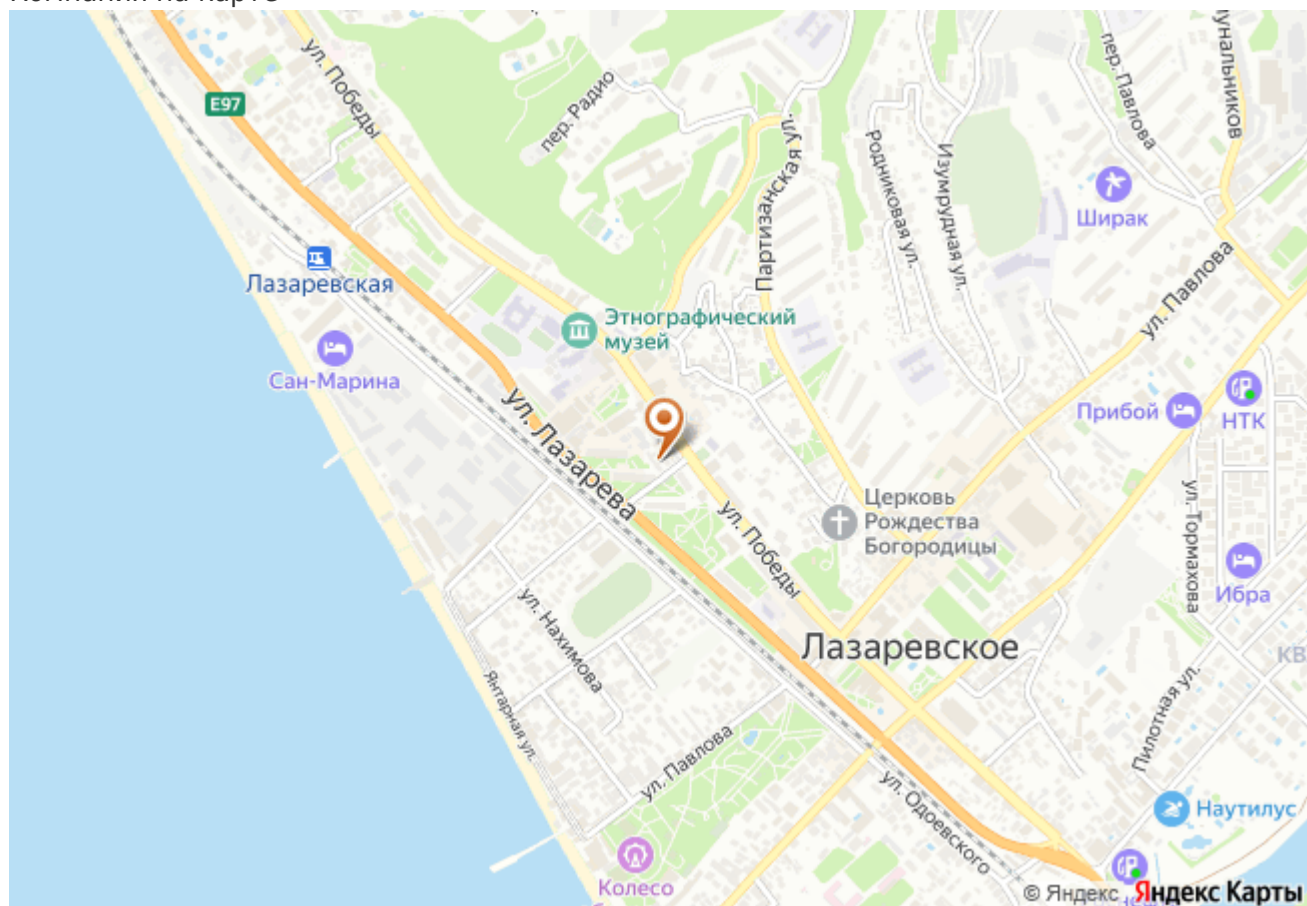 ул. Победы
E97
пер. Радио
Партизанская ул.
Родниковая ул.
Изумрудная ул.
пер. Павлова
Ширак
ул. Павлова
Лазаревская
Этнографический
музей
Сан-Марина
ул. Лазарева
Прибой
НТК
Церковь
Рождества
Богородицы
ул. Победы
ул. Тормахова
Ибра
ул. Нахимова
Лазаревское
Янтарная ул.
Пилотная ул.
ул. Павлова
ул. Одоевского
Наутилус
Колесо
© Яндекс Яндекс Карты